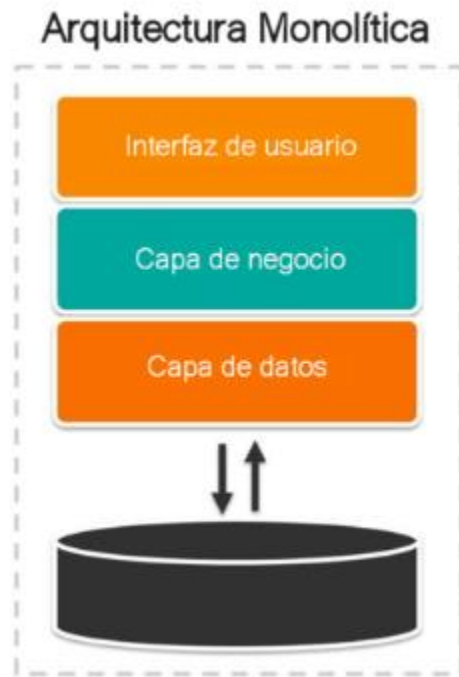 Arquitectura Monolítica
Interfaz de usuario
Capa de negocio
Capa de datos